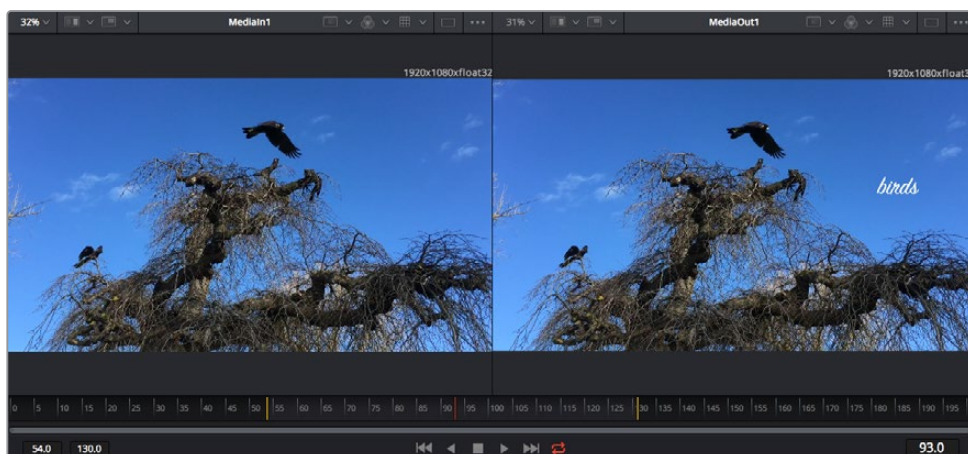 32% MediaIn1
31% MediaOut1
1920x1080xfloat32
1920x1080xfloat3
birds
0 5 10 15 20 25 30 35 40 45 50 55 60 65 70 75 80 85 90 95 100 105 110 115 120 125 130 135 140 145 150 155 160 165 170 175 180 185 190 195
54.0 130.0 93.0